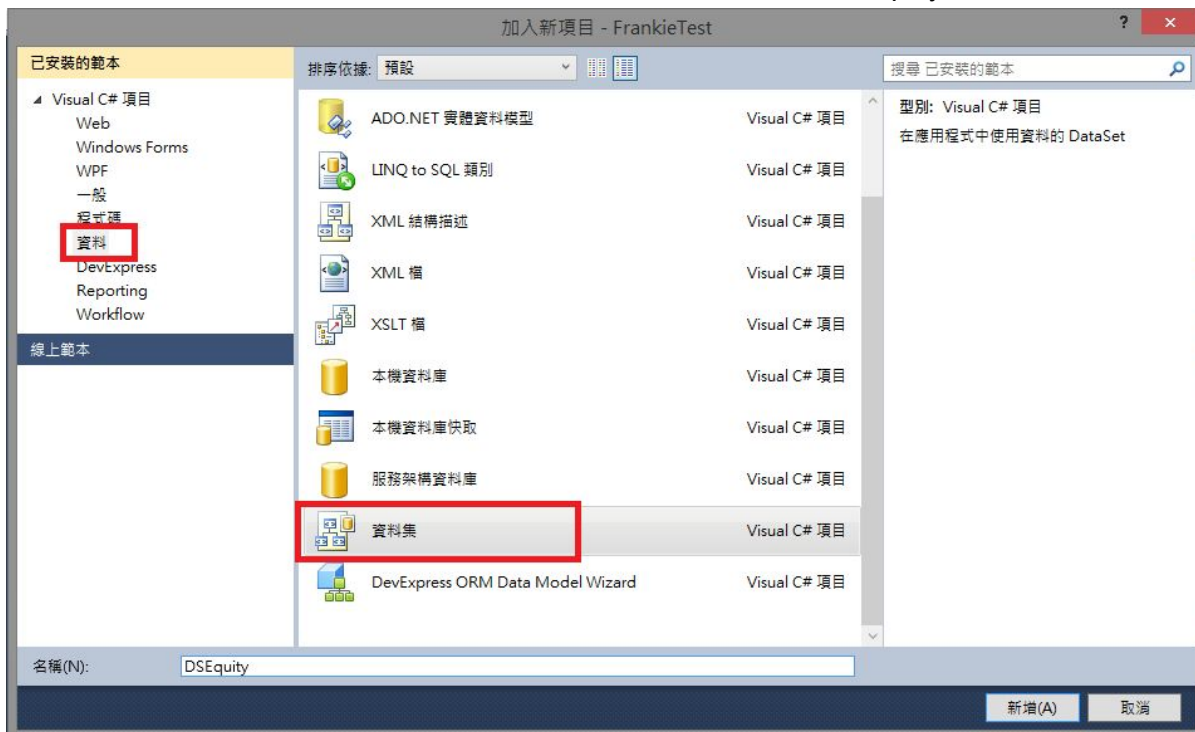 加入新項目 - FrankieTest
?
已安裝的範本
排序依據: 預設
搜尋 已安裝的範本
Visual C# 項目
Web
Windows Forms
WPF
一般
程式碼
資料
DevExpress
Reporting
Workflow
線上範本
ADO.NET 實體資料模型 Visual C# 項目
LINQ to SQL 類別 Visual C# 項目
XML 結構描述 Visual C# 項目
XML 檔 Visual C# 項目
XSLT 檔 Visual C# 項目
本機資料庫 Visual C# 項目
本機資料庫快取 Visual C# 項目
服務架構資料庫 Visual C# 項目
資料集 Visual C# 項目
DevExpress ORM Data Model Wizard Visual C# 項目
型別: Visual C# 項目
在應用程式中使用資料的 DataSet
名稱(N): DSEquity
新增(A) 取消